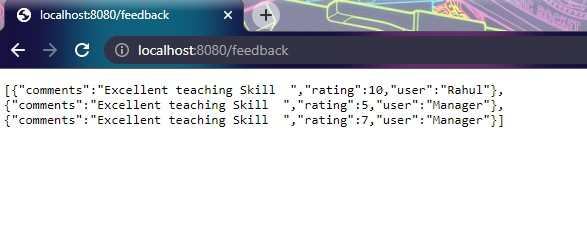 localhost:8080/feedback
localhost:8080/feedback
[{"comments":"Excellent teaching Skill  ","rating":10,"user":"Rahul"},
{"comments":"Excellent teaching Skill  ","rating":5,"user":"Manager"},
{"comments":"Excellent teaching Skill  ","rating":7,"user":"Manager"}]